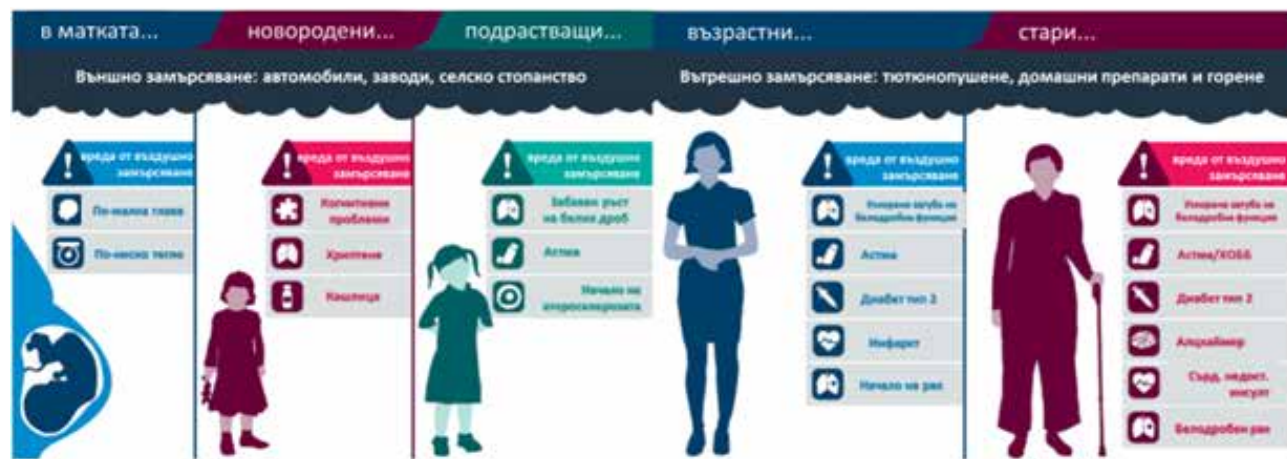 в матката...
новородени...
подрастващи...
възрастни...
стари...
Външно замърсяване: автомобили, заводи, селско стопанство
Вътрешно замърсяване: тютюнопушене, домашни препарати и горене
вреда от въздушно
замърсяване
По-малка глава
По-ниско тегло
вреда от въздушно
замърсяване
Когнитивни
проблеми
Хриптене
Кашлица
вреда от въздушно
замърсяване
Забавен ръст
на белия дроб
Астма
Начало на
атеросклерозата
вреда от въздушно
замърсяване
Ускорена загуба на
белодробна функция
Астма
Диабет тип 2
Инфаркт
Начало на рак
вреда от въздушно
замърсяване
Ускорена загуба на
белодробна функция
Астма/ХОББ
Диабет тип 2
Алцхаймер
Сърд. недост.
инсулт
Белодробен рак